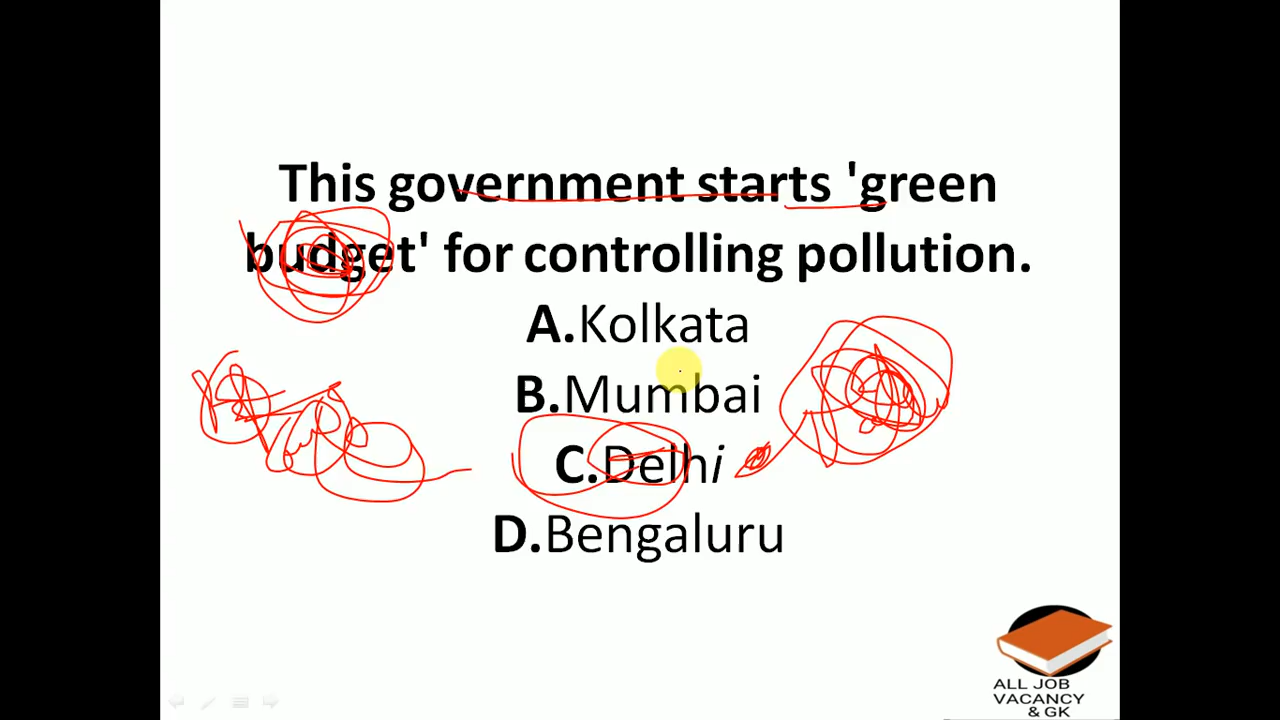 This government starts 'green
budget' for controlling pollution.
A.Kolkata
B.Mumbai
C.Delhi
D.Bengaluru
ALL JOB
VACANCY
& GK